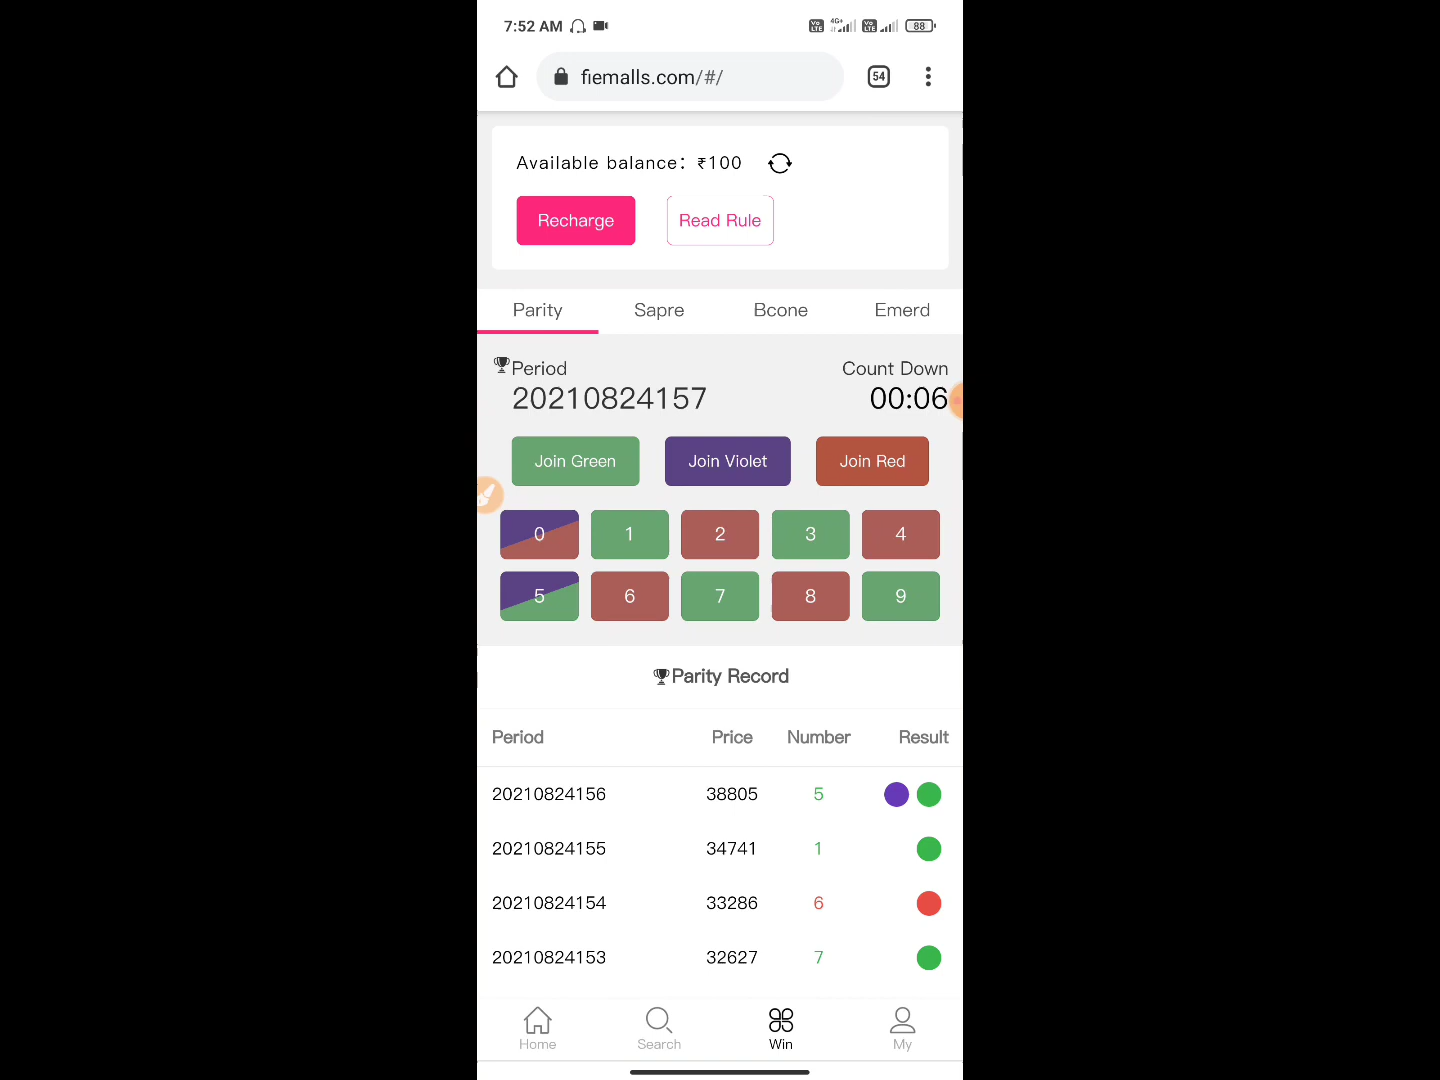 7:52 AM 4G+ 88
fiemalls.com/#/ 54
Available balance: ₹100
Recharge Read Rule
Parity Sapre Bcone Emerd
Period Count Down
20210824157 00:06
Join Green Join Violet Join Red
0 1 2 3 4
5 6 7 8 9
Parity Record
Period Price Number Result
20210824156 38805 5
20210824155 34741 1
20210824154 33286 6
20210824153 32627 7
Home Search Win My